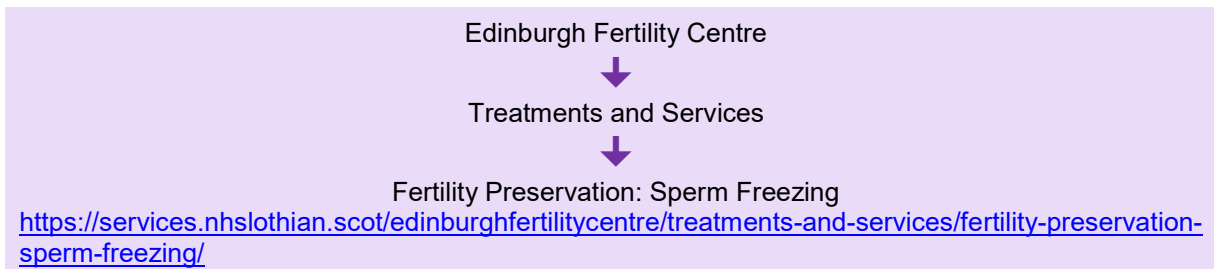 Edinburgh Fertility Centre
Treatments and Services
Fertility Preservation: Sperm Freezing
https://services.nhslothian.scot/edinburghfertilitycentre/treatments-and-services/fertility-preservation-
sperm-freezing/